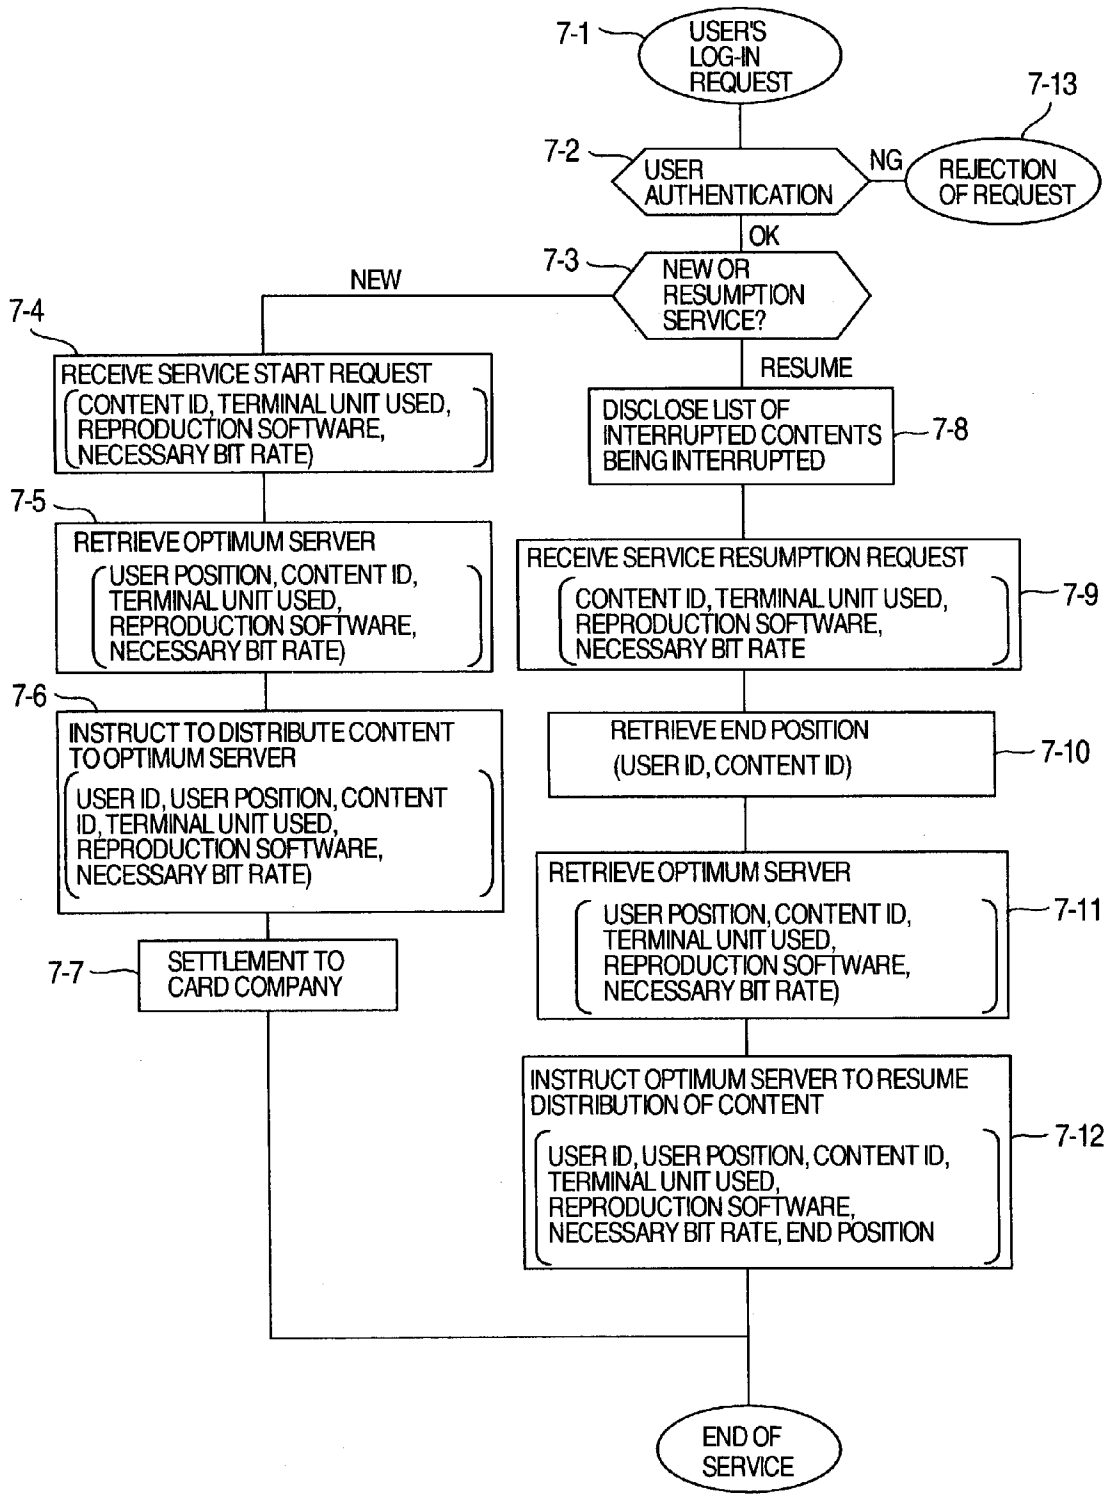 7-1
USER'S
LOG-IN
REQUEST
7-13
7-2
USER
AUTHENTICATION
NG
REJECTION
OF REQUEST
OK
7-3
NEW OR
RESUMPTION
SERVICE?
NEW
7-4
RECEIVE SERVICE START REQUEST
(CONTENT ID, TERMINAL UNIT USED,
REPRODUCTION SOFTWARE,
NECESSARY BIT RATE))
7-5
RETRIEVE OPTIMUM SERVER
(USER POSITION, CONTENT ID,
TERMINAL UNIT USED,
REPRODUCTION SOFTWARE,
NECESSARY BIT RATE))
7-6
INSTRUCT TO DISTRIBUTE CONTENT
TO OPTIMUM SERVER
(USER ID, USER POSITION, CONTENT
ID, TERMINAL UNIT USED,
REPRODUCTION SOFTWARE,
NECESSARY BIT RATE))
7-7
SETTLEMENT TO
CARD COMPANY
RESUME
DISCLOSE LIST OF
INTERRUPTED CONTENTS
BEING INTERRUPTED
7-8
RECEIVE SERVICE RESUMPTION REQUEST
(CONTENT ID, TERMINAL UNIT USED,
REPRODUCTION SOFTWARE,
NECESSARY BIT RATE)
7-9
RETRIEVE END POSITION
(USER ID, CONTENT ID)
7-10
RETRIEVE OPTIMUM SERVER
(USER POSITION, CONTENT ID,
TERMINAL UNIT USED,
REPRODUCTION SOFTWARE,
NECESSARY BIT RATE))
7-11
INSTRUCT OPTIMUM SERVER TO RESUME
DISTRIBUTION OF CONTENT
(USER ID, USER POSITION, CONTENT ID,
TERMINAL UNIT USED,
REPRODUCTION SOFTWARE,
NECESSARY BIT RATE, END POSITION)
7-12
END OF
SERVICE